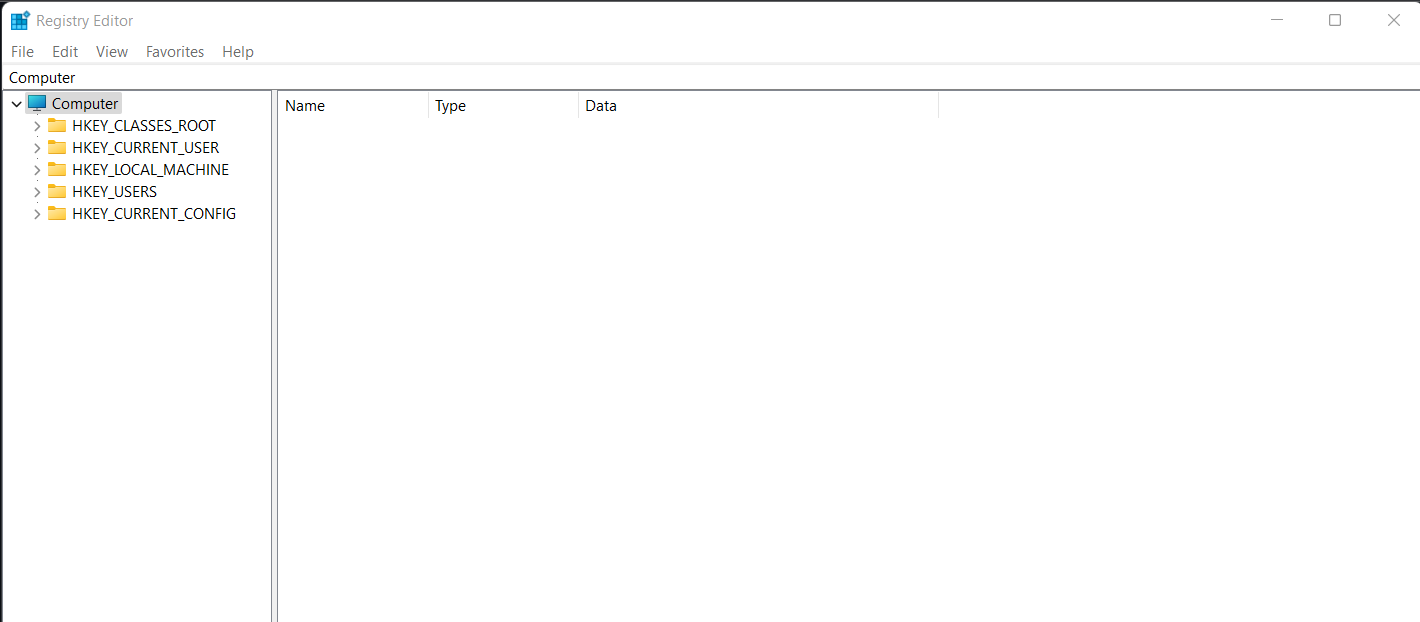 Registry Editor
File Edit View Favorites Help
Computer
Computer
HKEY_CLASSES_ROOT
HKEY_CURRENT_USER
HKEY_LOCAL_MACHINE
HKEY_USERS
HKEY_CURRENT_CONFIG
Name Type Data